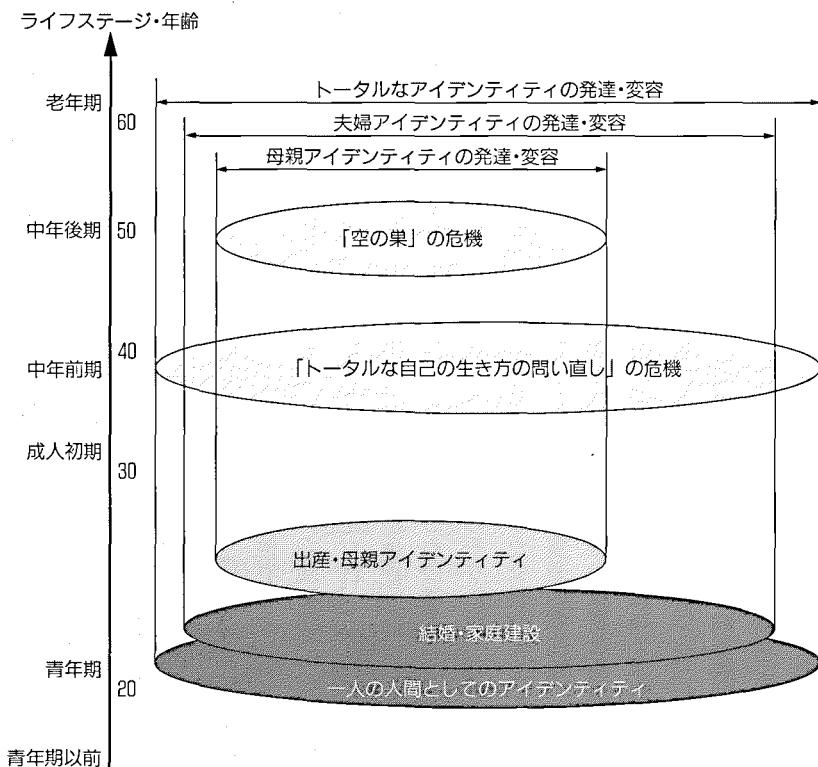 ライフステージ・年齢
トータルなアイデンティティの発達・変容
老年期
60
夫婦アイデンティティの発達・変容
母親アイデンティティの発達・変容
中年後期
50
「空の巣」の危機
40
中年前期
「トータルな自己の生き方の問い直し」の危機
成人初期
30
出産・母親アイデンティティ
結婚・家庭建設
青年期
20
一人の人間としてのアイデンティティ
青年期以前